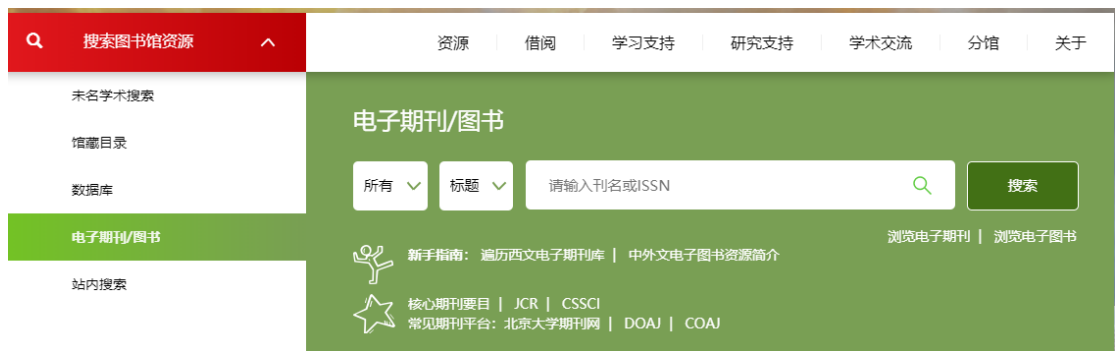 搜索图书馆资源
资源 借阅 学习支持 研究支持 学术交流 分馆 关于
未名学术搜索
馆藏目录
数据库
电子期刊/图书
站内搜索
电子期刊/图书
所有 标题 请输入刊名或ISSN 搜索
浏览电子期刊 | 浏览电子图书
新手指南: 遍历西文电子期刊库 | 中外文电子图书资源简介
核心期刊要目 | JCR | CSSCI
常见期刊平台: 北京大学期刊网 | DOAJ | COAJ